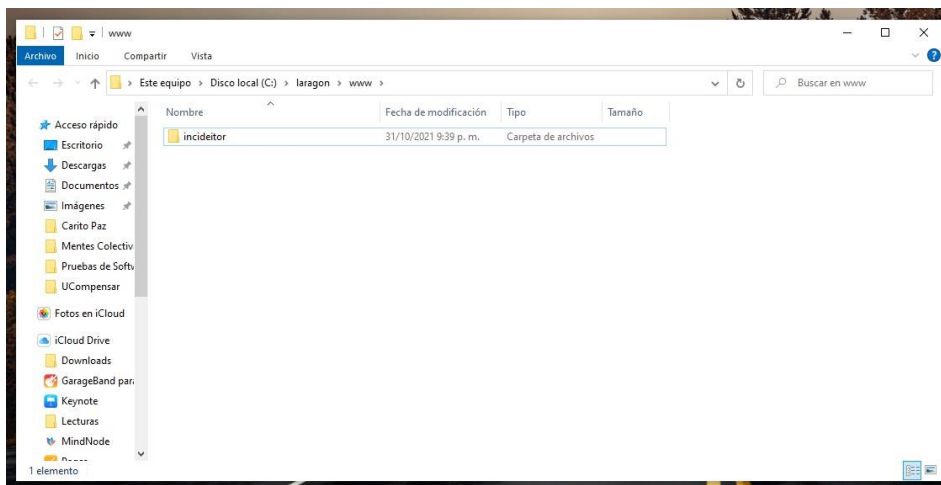 www
Archivo Inicio Compartir Vista
Este equipo > Disco local (C:) > laragon > www >
Buscar en www
Nombre Fecha de modificación Tipo Tamaño
incideitor 31/10/2021 9:39 p. m. Carpeta de archivos
Acceso rápido
Escritorio
Descargas
Documentos
Imágenes
Carito Paz
Mentes Colectiv
Pruebas de Softw
UCompensar
Fotos en iCloud
iCloud Drive
Downloads
GarageBand para
Keynote
Lecturas
MindNode
1 elemento